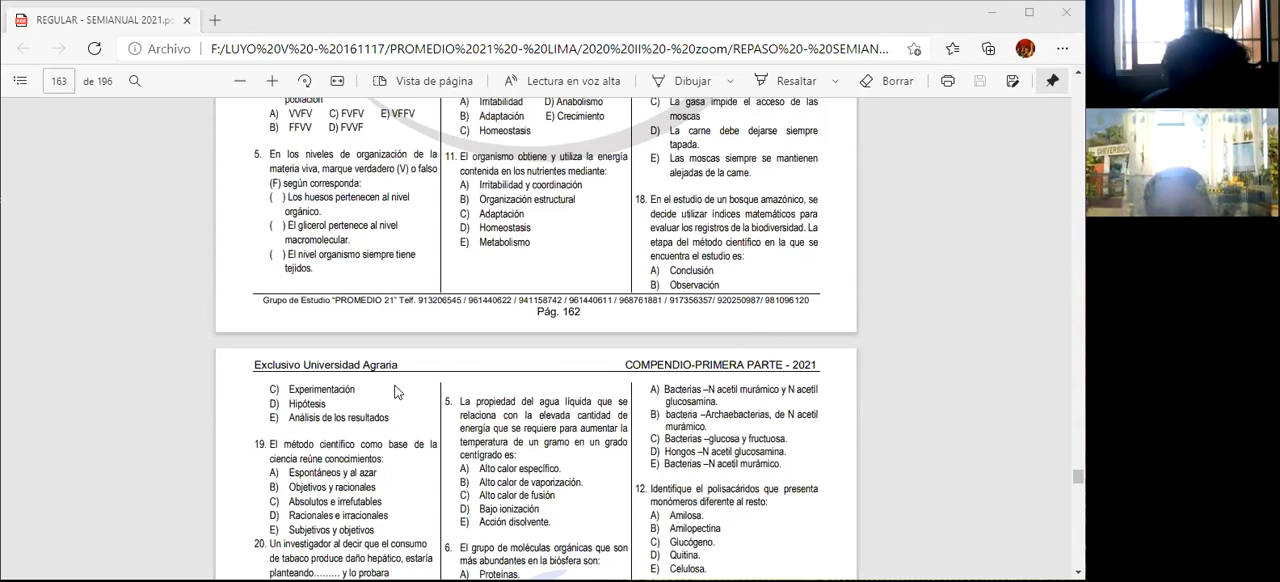 REGULAR - SEMIANUAL 2021.pc
Archivo F:/LUYO%20V%20-%20161117/PROMEDIO%2021%20-%20LIMA/2020%20II%20-%20zoom/REPASO%20-%20SEMIAN...
163 de 196 Vista de página Lectura en voz alta Dibujar Resaltar Borrar
población
A) VVFV C) FVFV E) VFFV
B) FFVV D) FVVF
5. En los niveles de organización de la
materia viva, marque verdadero (V) o falso
(F) según corresponda:
( ) Los huesos pertenecen al nivel
orgánico.
( ) El glicerol pertenece al nivel
macromolecular.
( ) El nivel organismo siempre tiene
tejidos.
A) Irritabilidad D) Anabolismo
B) Adaptación E) Crecimiento
C) Homeostasis
11. El organismo obtiene y utiliza la energía
contenida en los nutrientes mediante:
A) Irritabilidad y coordinación
B) Organización estructural
C) Adaptación
D) Homeostasis
E) Metabolismo
C) La gasa impide el acceso de las
moscas
D) La carne debe dejarse siempre
tapada.
E) Las moscas siempre se mantienen
alejadas de la carne.
18. En el estudio de un bosque amazónico, se
decide utilizar índices matemáticos para
evaluar los registros de la biodiversidad. La
etapa del método científico en la que se
encuentra el estudio es:
A) Conclusión
B) Observación
Grupo de Estudio "PROMEDIO 21" Telf. 913206545 / 961440622 / 941158742 / 961440611 / 968761881 / 917356357/ 920250987/ 981096120
Pág. 162
Exclusivo Universidad Agraria COMPENDIO-PRIMERA PARTE - 2021
C) Experimentación
D) Hipótesis
E) Análisis de los resultados
19. El método científico como base de la
ciencia reúne conocimientos:
A) Espontáneos y al azar
B) Objetivos y racionales
C) Absolutos e irrefutables
D) Racionales e irracionales
E) Subjetivos y objetivos
20. Un investigador al decir que el consumo
de tabaco produce daño hepático, estaría
planteando......... y lo probara
5. La propiedad del agua líquida que se
relaciona con la elevada cantidad de
energía que se requiere para aumentar la
temperatura de un gramo en un grado
centígrado es:
A) Alto calor específico.
B) Alto calor de vaporización.
C) Alto calor de fusión
D) Bajo ionización
E) Acción disolvente.
6. El grupo de moléculas orgánicas que son
más abundantes en la biósfera son:
A) Proteínas.
A) Bacterias –N acetil murámico y N acetil
glucosamina.
B) bacteria –Archaebacterias, de N acetil
murámico.
C) Bacterias –glucosa y fructuosa.
D) Hongos –N acetil glucosamina.
E) Bacterias –N acetil murámico.
12. Identifique el polisacáridos que presenta
monómeros diferente al resto:
A) Amilosa.
B) Amilopectina
C) Glucógeno.
D) Quitina.
E) Celulosa.